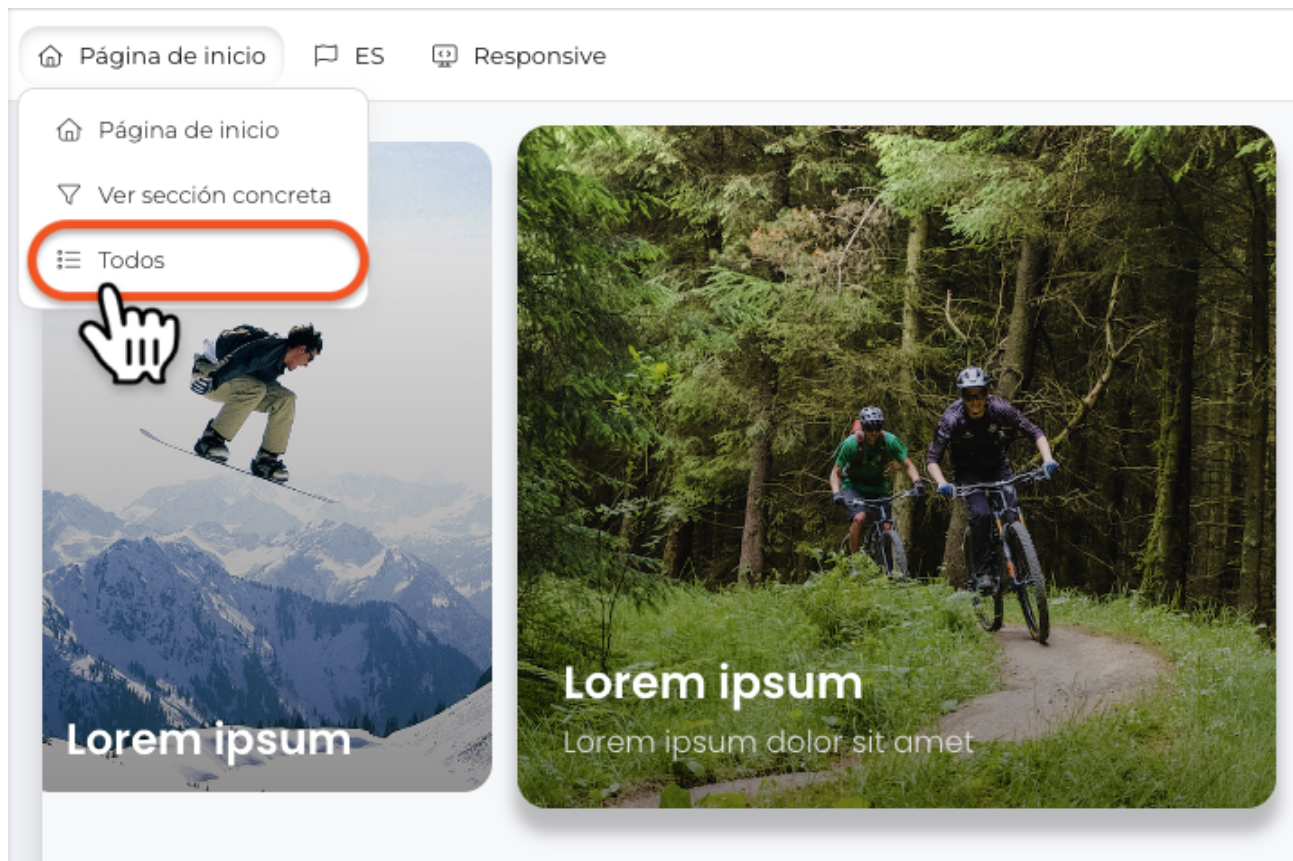 Página de inicio
ES
Responsive
Página de inicio
Ver sección concreta
Todos
Lorem ipsum
Lorem ipsum
Lorem ipsum dolor sit amet